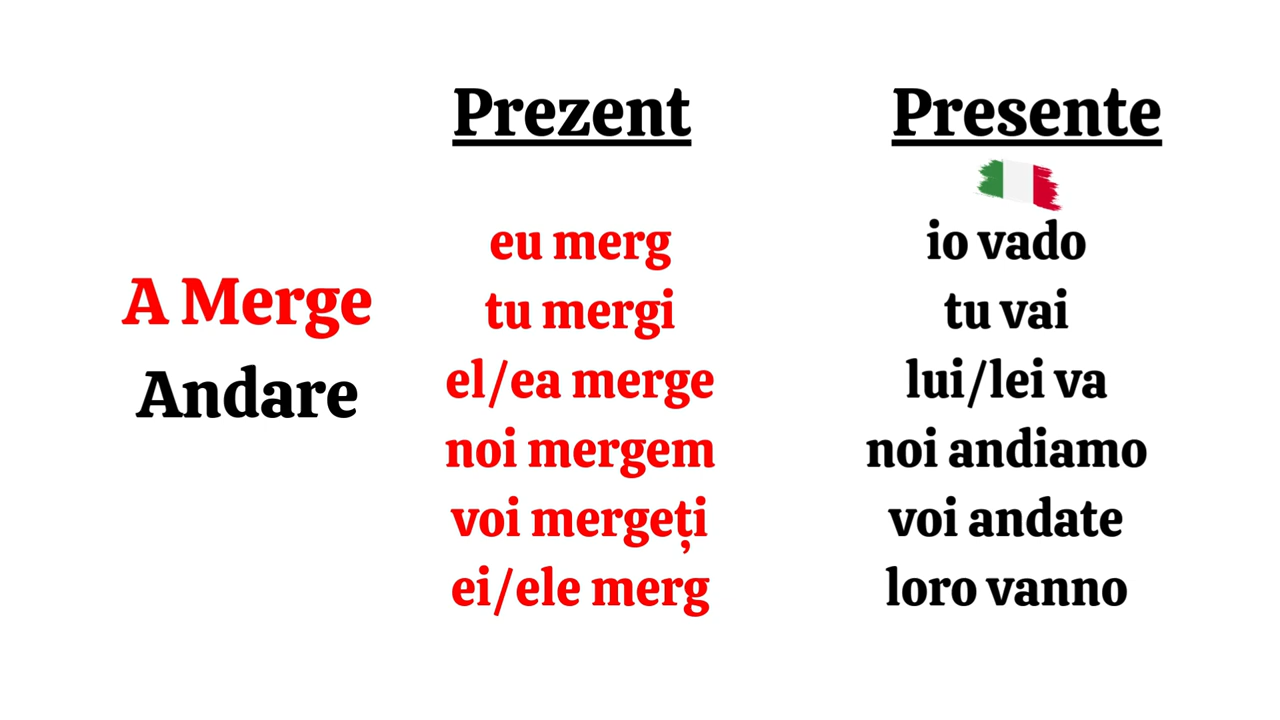 Prezent
Presente
A Merge
Andare
eu merg
tu mergi
el/ea merge
noi mergem
voi mergeți
ei/ele merg
io vado
tu vai
lui/lei va
noi andiamo
voi andate
loro vanno